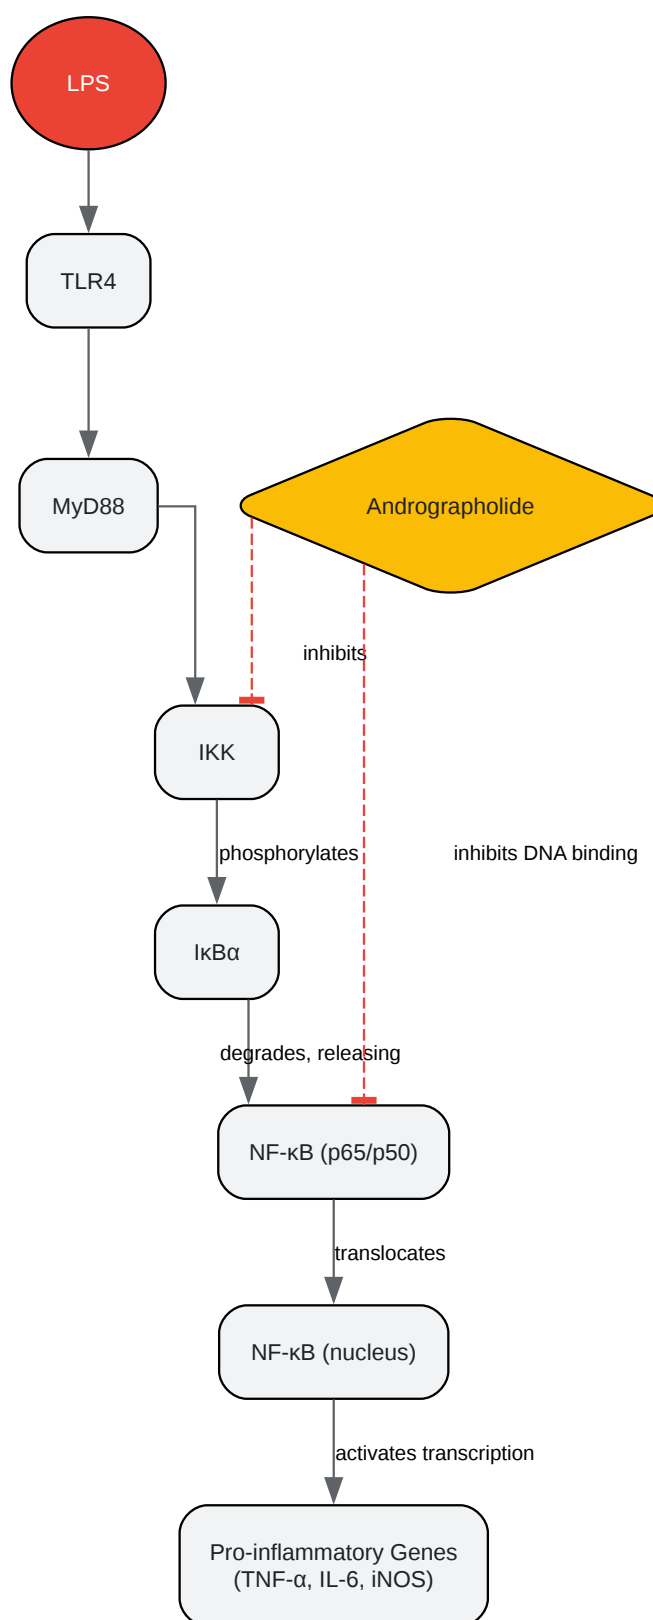 LPS
TLR4
MyD88
Andrographolide
inhibits
IKK
phosphorylates
inhibits DNA binding
IκBα
degrades, releasing
NF-κB (p65/p50)
translocates
NF-κB (nucleus)
activates transcription
Pro-inflammatory Genes
(TNF-α, IL-6, iNOS)